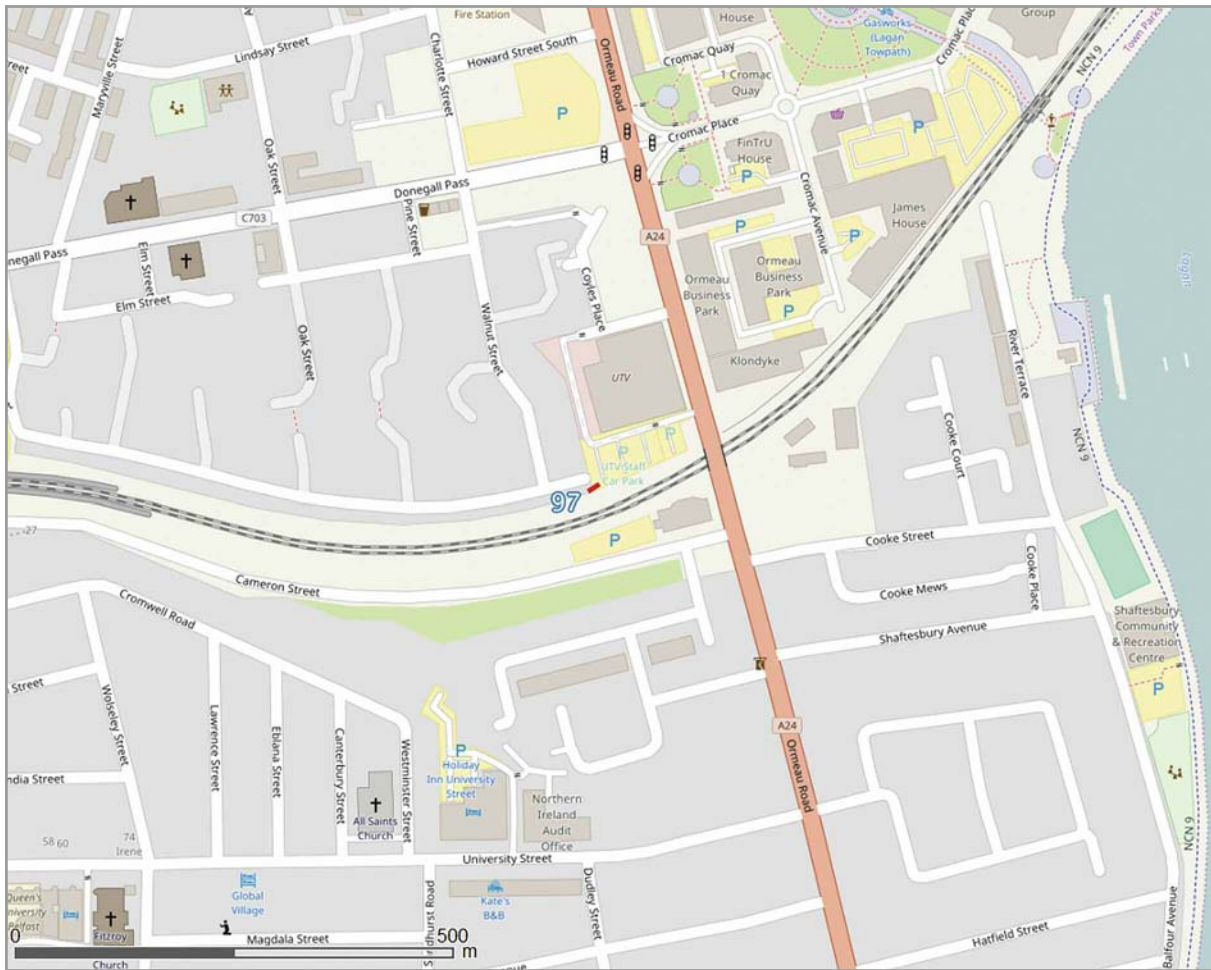 Fire Station
House
Gasworks
(Lagan
Towpath)
Cromac Place
Group
Town Parks
NCN 9
Maryville Street
Lindsay Street
Charlotte Street
Howard Street South
Ormeau Road
Cromac Quay
1 Cromac
Quay
P
Cromac Place
P
FinTrU
House
P
Oak Street
Donegall Pass
C703
Pine Street
A24
P
Cromac Avenue
James
House
P
Lagan
negall Pass
Elm Street
Elm Street
Coyles Place
Ormeau
Business
Park
Ormeau
Business
Park
P
Klondyke
Oak Street
Walnut Street
UTV
River Terrace
P
P
UTV Staff
Car Park
Cooke Court
NCN 9
97
-27
P
Cooke Street
Cameron Street
Cooke Place
Cooke Mews
Cromwell Road
Shaftesbury Avenue
Shaftesbury
Community
& Recreation
Centre
P
Street
Wolseley Street
Lawrence Street
Eblana Street
Canterbury Street
Westminster Street
A24
Ormeau Road
P
Holiday
Inn University
Street
ndia Street
All Saints
Church
Northern
Ireland
Audit
Office
58 60
74
Irene
University Street
NCN 9
Global
Village
Kate's
B&B
Dudley Street
Queen's
niversity
Belfast
Fitzroy
Church
Magdala Street
Hatfield Street
Balfour Avenue
0
500
m